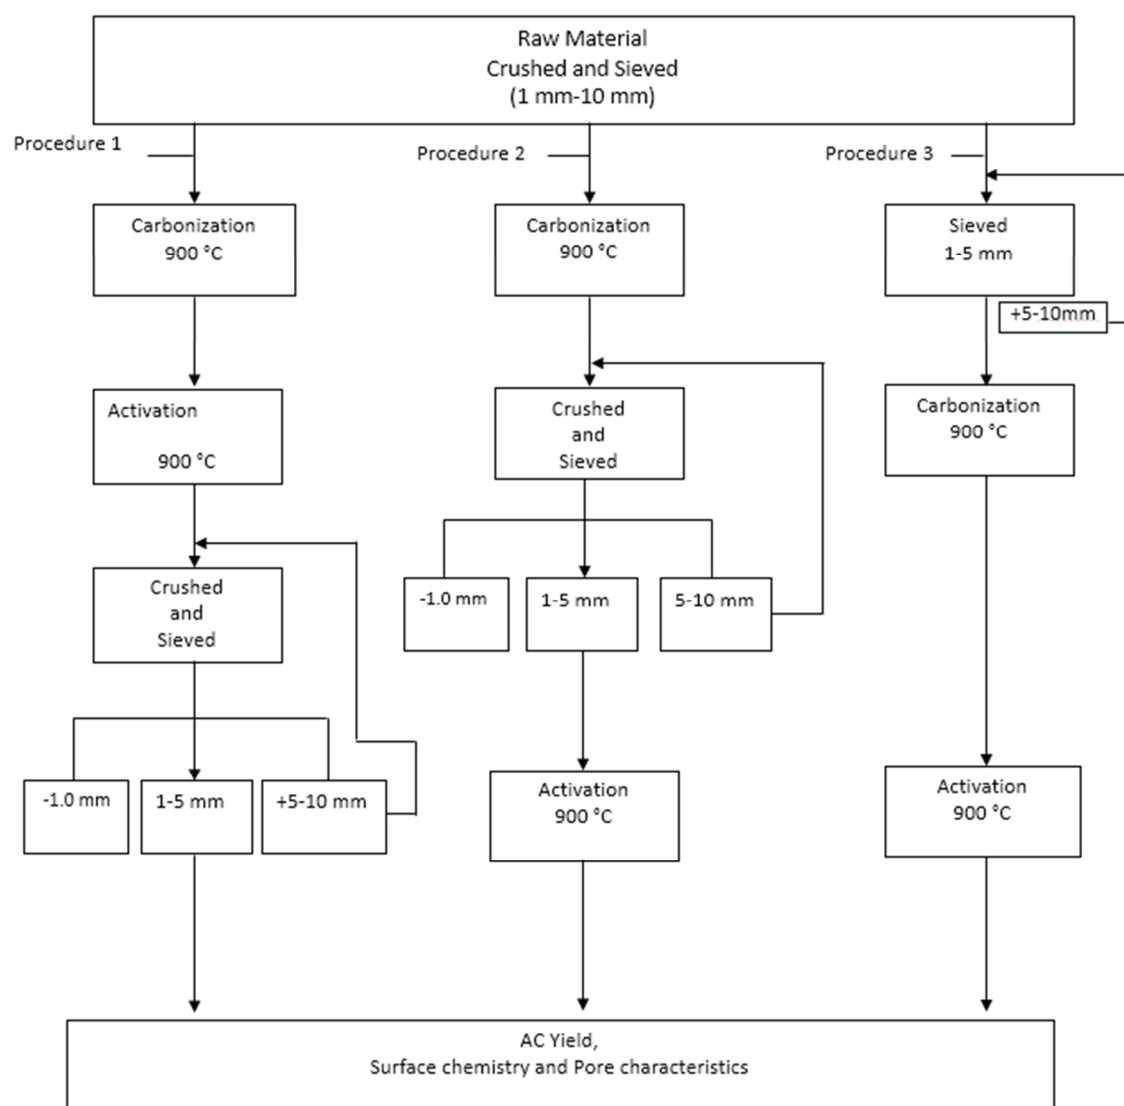 Raw Material
Crushed and Sieved
(1 mm-10 mm)
Procedure 1
Procedure 2
Procedure 3
Carbonization
900 °C
Carbonization
900 °C
Sieved
1-5 mm
+5-10mm
Activation
900 °C
Crushed
and
Sieved
Carbonization
900 °C
Crushed
and
Sieved
-1.0 mm
1-5 mm
5-10 mm
-1.0 mm
1-5 mm
+5-10 mm
Activation
900 °C
Activation
900 °C
AC Yield,
Surface chemistry and Pore characteristics